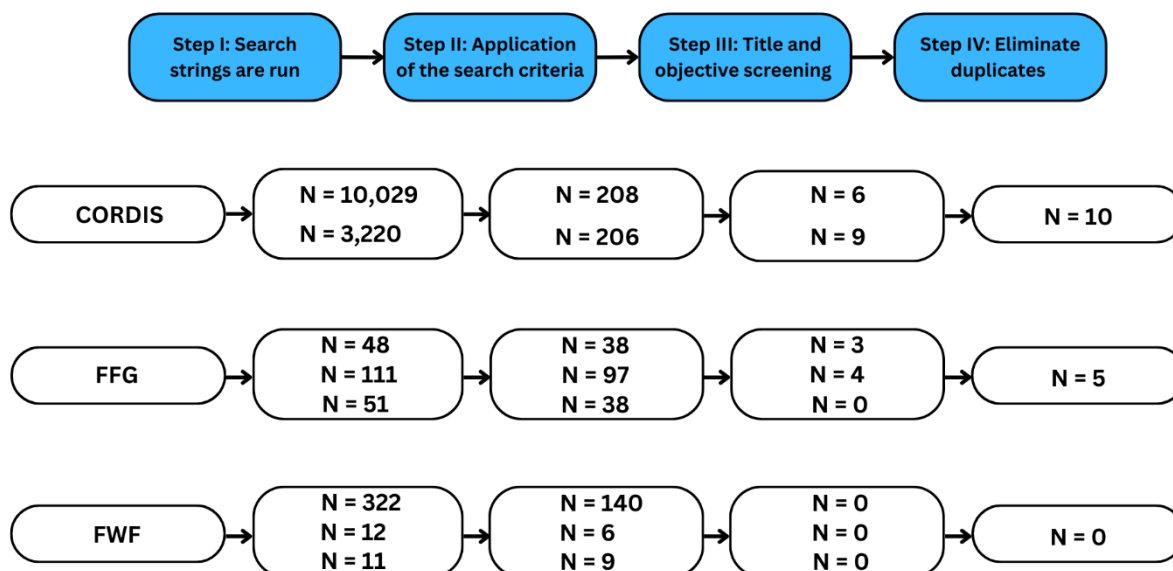 Step I: Search
strings are run
Step II: Application
of the search criteria
Step III: Title and
objective screening
Step IV: Eliminate
duplicates
CORDIS
N = 10,029
N = 3,220
N = 208
N = 206
N = 6
N = 9
N = 10
FFG
N = 48
N = 111
N = 51
N = 38
N = 97
N = 38
N = 3
N = 4
N = 0
N = 5
FWF
N = 322
N = 12
N = 11
N = 140
N = 6
N = 9
N = 0
N = 0
N = 0
N = 0